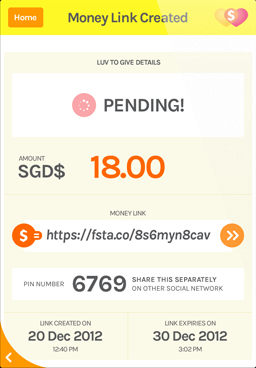 Home
Money Link Created
$
LUV TO GIVE DETAILS
PENDING!
AMOUNT
SGD$
18.00
MONEY LINK
$
https://fsta.co/8s6myn8cav
PIN NUMBER
6769
SHARE THIS SEPARATELY
ON OTHER SOCIAL NETWORK
LINK CREATED ON
20 Dec 2012
12:40 PM
LINK EXPIRES ON
30 Dec 2012
3:02 PM